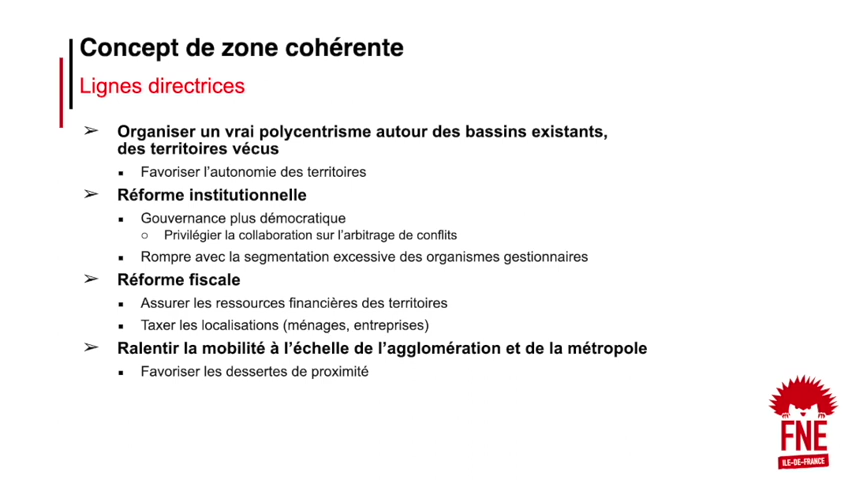 Concept de zone cohérente
Lignes directrices
➢ Organiser un vrai polycentrisme autour des bassins existants,
des territoires vécus
▪ Favoriser l'autonomie des territoires
➢ Réforme institutionnelle
▪ Gouvernance plus démocratique
○ Privilégier la collaboration sur l'arbitrage de conflits
▪ Rompre avec la segmentation excessive des organismes gestionnaires
➢ Réforme fiscale
▪ Assurer les ressources financières des territoires
▪ Taxer les localisations (ménages, entreprises)
➢ Ralentir la mobilité à l'échelle de l'agglomération et de la métropole
▪ Favoriser les dessertes de proximité
FNE
ILE-DE-FRANCE